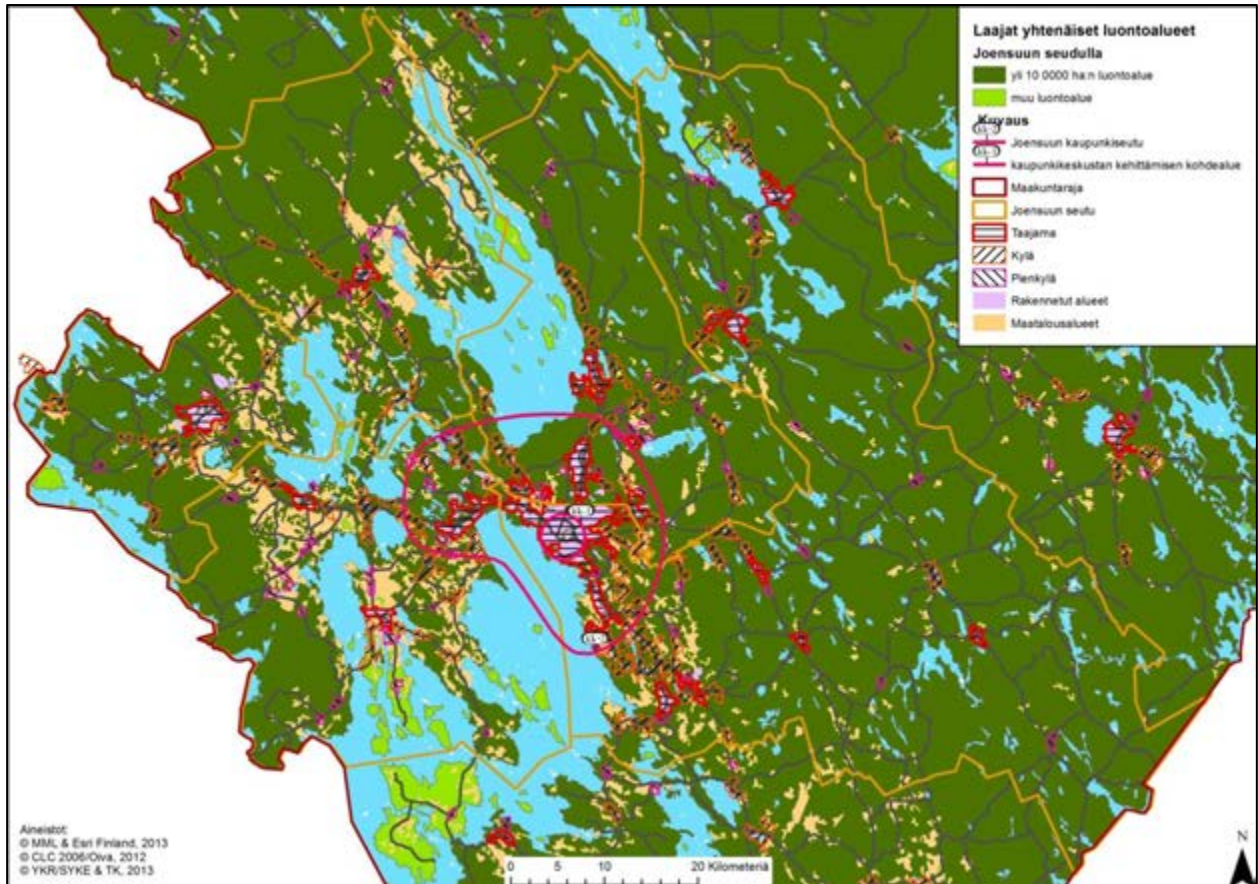 Laajat yhtenäiset luontoalueet
Joensuun seudulla
yli 10 0000 ha:n luontoalue
muu luontoalue
Kuvaus
Joensuun kaupunkiseutu
kaupunkikeskustan kehittämisen kohdealue
Maakuntaraja
Joensuun seutu
Taajama
Kylä
Pienkylä
Rakennetut alueet
Maatalousalueet
Aineistot:
© MML & Esri Finland, 2013
© CLC 2006/Oiva, 2012
© YKR/SYKE & TK, 2013
0 5 10 20 Kilometeriä
N